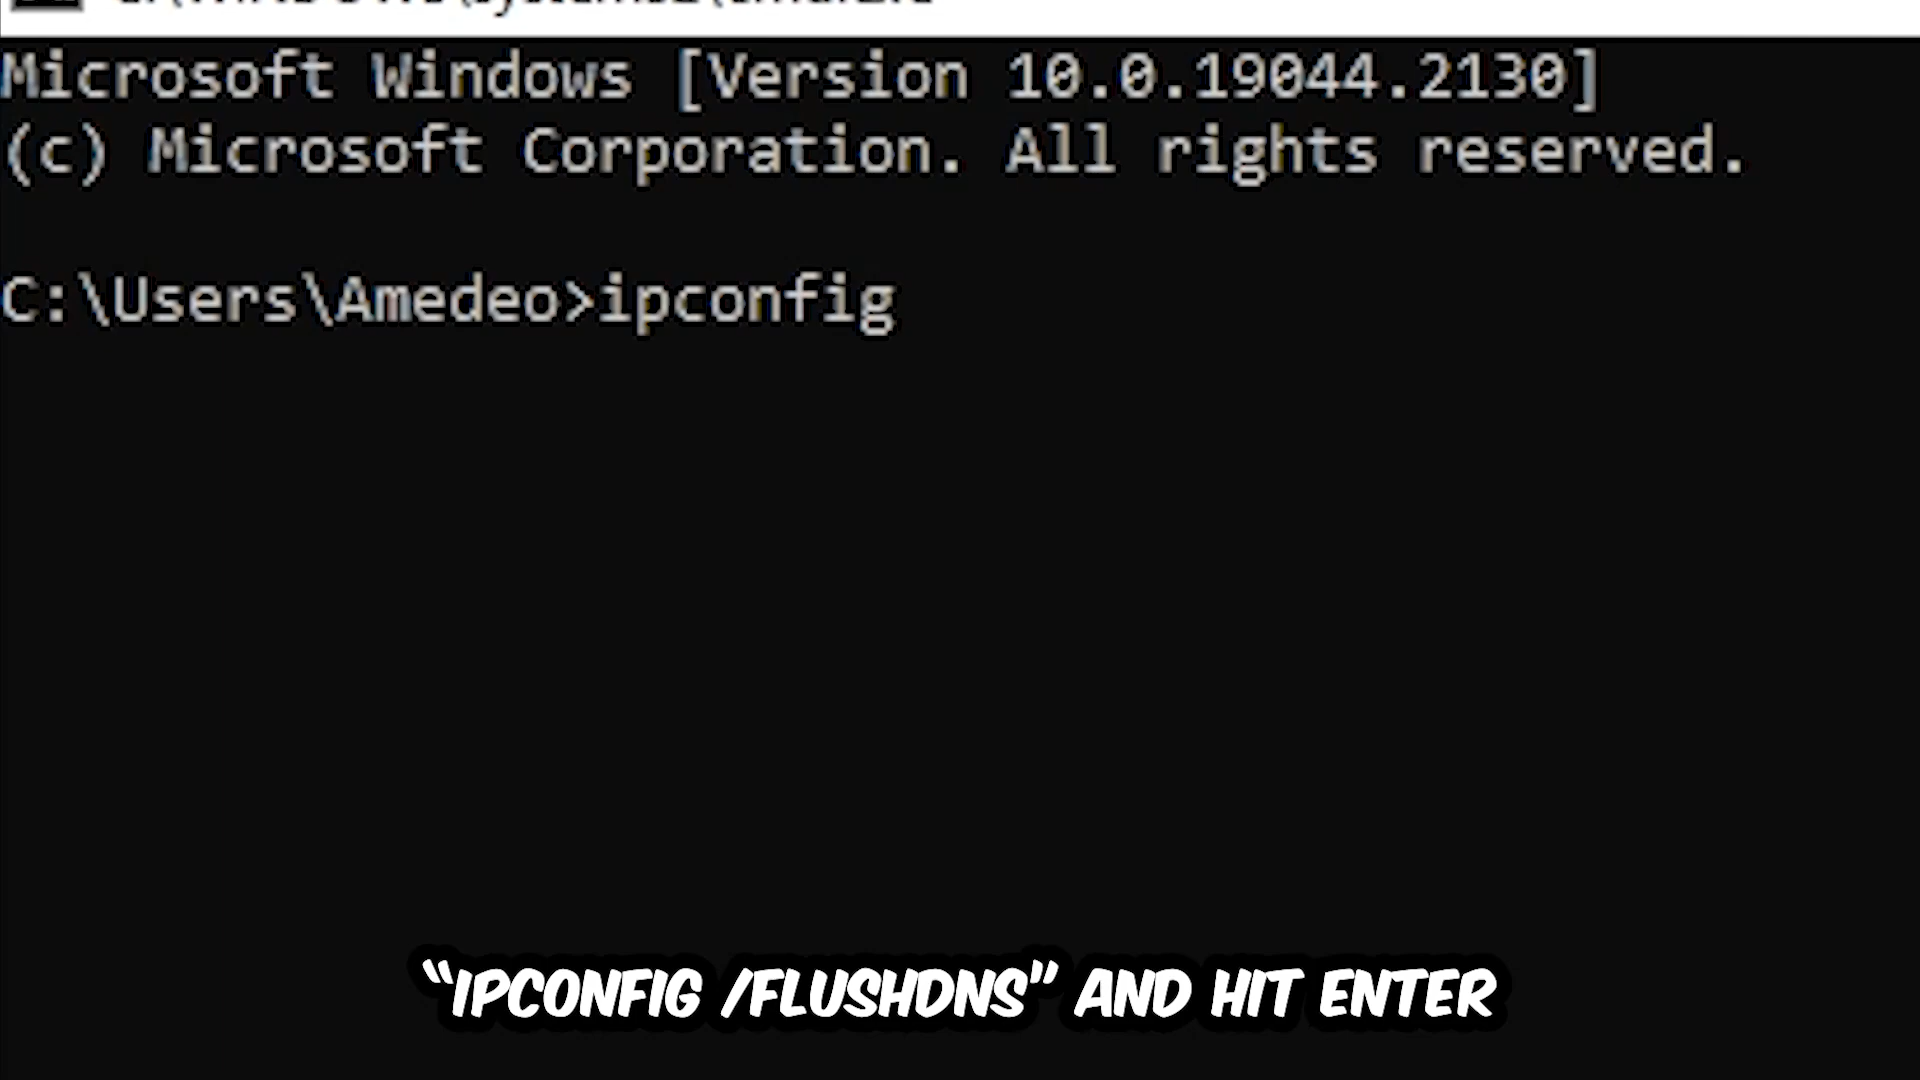 Microsoft Windows [Version 10.0.19044.2130]
(c) Microsoft Corporation. All rights reserved.
C:\Users\Amedeo>ipconfig
“IPCONFIG /FLUSHDNS” AND HIT ENTER